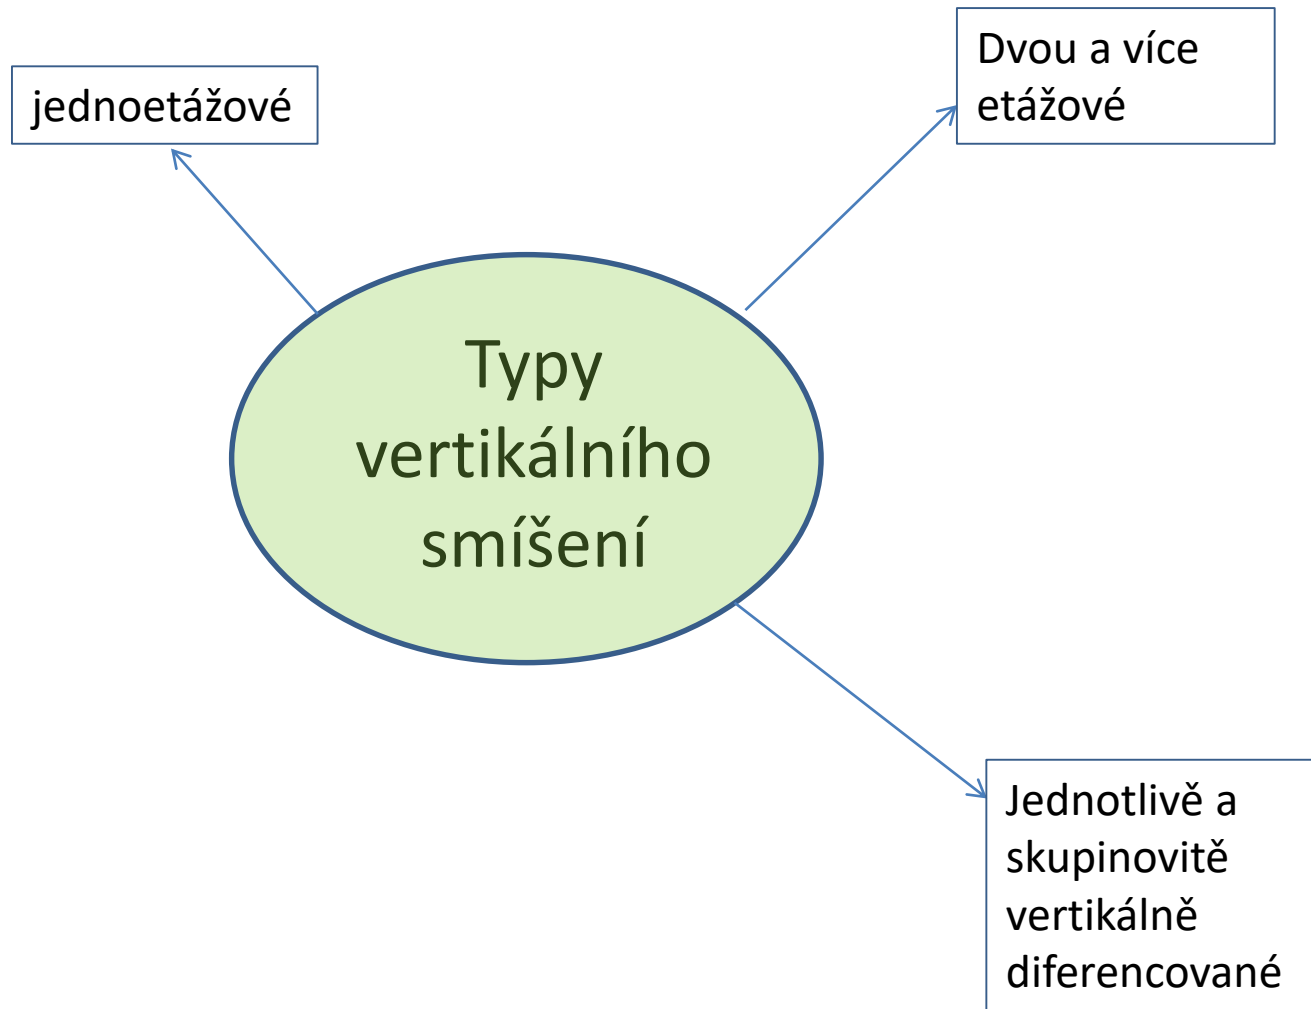 jednoetážové
Dvou a více
etážové
Typy
vertikálního
smíšení
Jednotlivě a
skupinovitě
vertikálně
diferencované